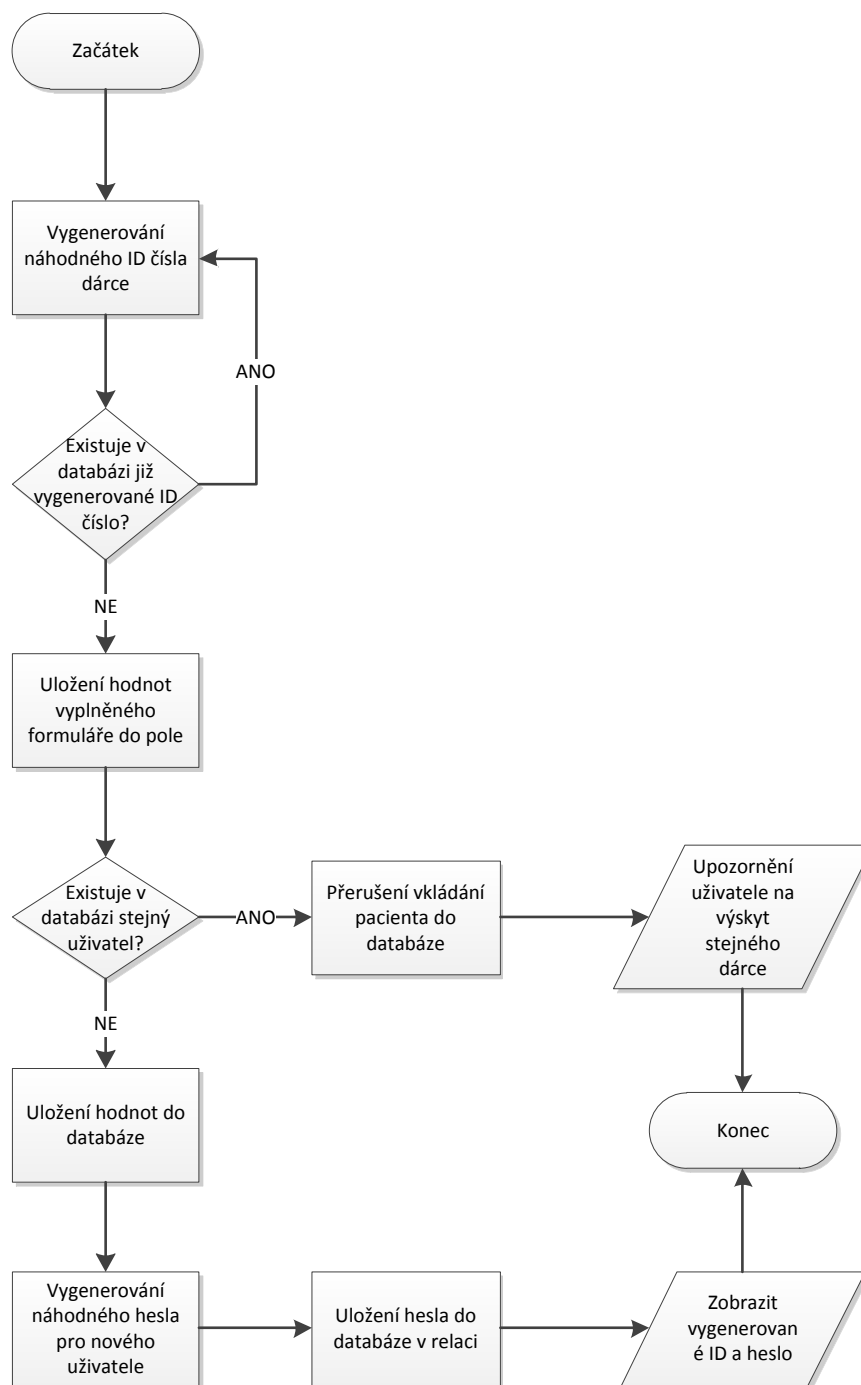 Začátek
Vygenerování
náhodného ID čísla
dárce
ANO
Existuje v
databázi již
vygenerované ID
číslo?
NE
Uložení hodnot
vyplněného
formuláře do pole
Existuje v
databázi stejný
uživatel?
ANO
Přerušení vkládání
pacienta do
databáze
Upozornění
uživatele na
výskyt
stejného
dárce
NE
Uložení hodnot do
databáze
Konec
Vygenerování
náhodného hesla
pro nového
uživatele
Uložení hesla do
databáze v relaci
Zobrazit
vygenerovan
é ID a heslo